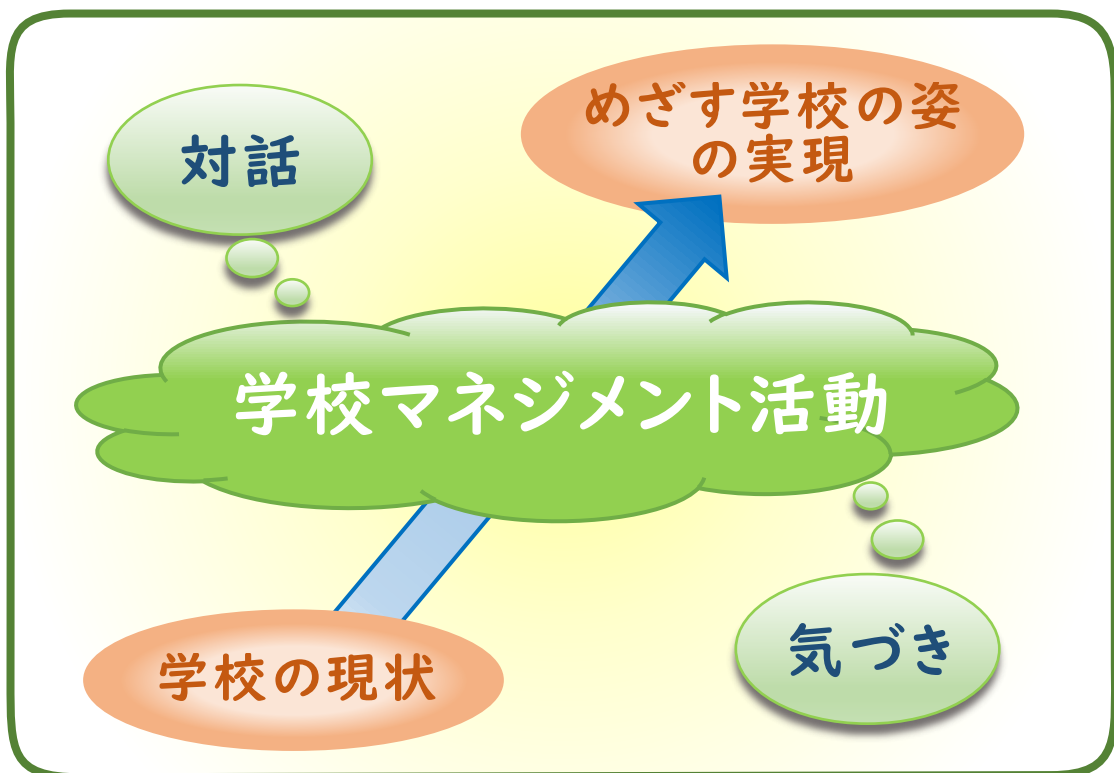 めざす学校の姿
の実現
対話
学校マネジメント活動
気づき
学校の現状